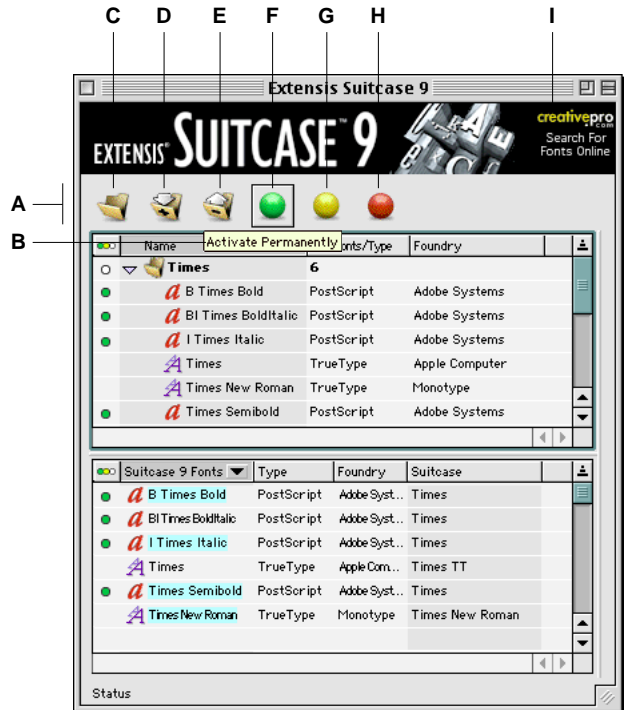 C D E F G H I
Extensis Suitcase 9
EXTENSIS® SUITCASE™ 9
creativepro
.com
Search For
Fonts Online
A
B
Activate Permanently
Name onts/Type Foundry
Times 6
B Times Bold PostScript Adobe Systems
BI Times BoldItalic PostScript Adobe Systems
I Times Italic PostScript Adobe Systems
Times TrueType Apple Computer
Times New Roman TrueType Monotype
Times Semibold PostScript Adobe Systems
Suitcase 9 Fonts Type Foundry Suitcase
B Times Bold PostScript Adobe Syst... Times
BI Times BoldItalic PostScript Adobe Syst... Times
I Times Italic PostScript Adobe Syst... Times
Times TrueType Apple Com... Times TT
Times Semibold PostScript Adobe Syst... Times
Times New Roman TrueType Monotype Times New Roman
Status